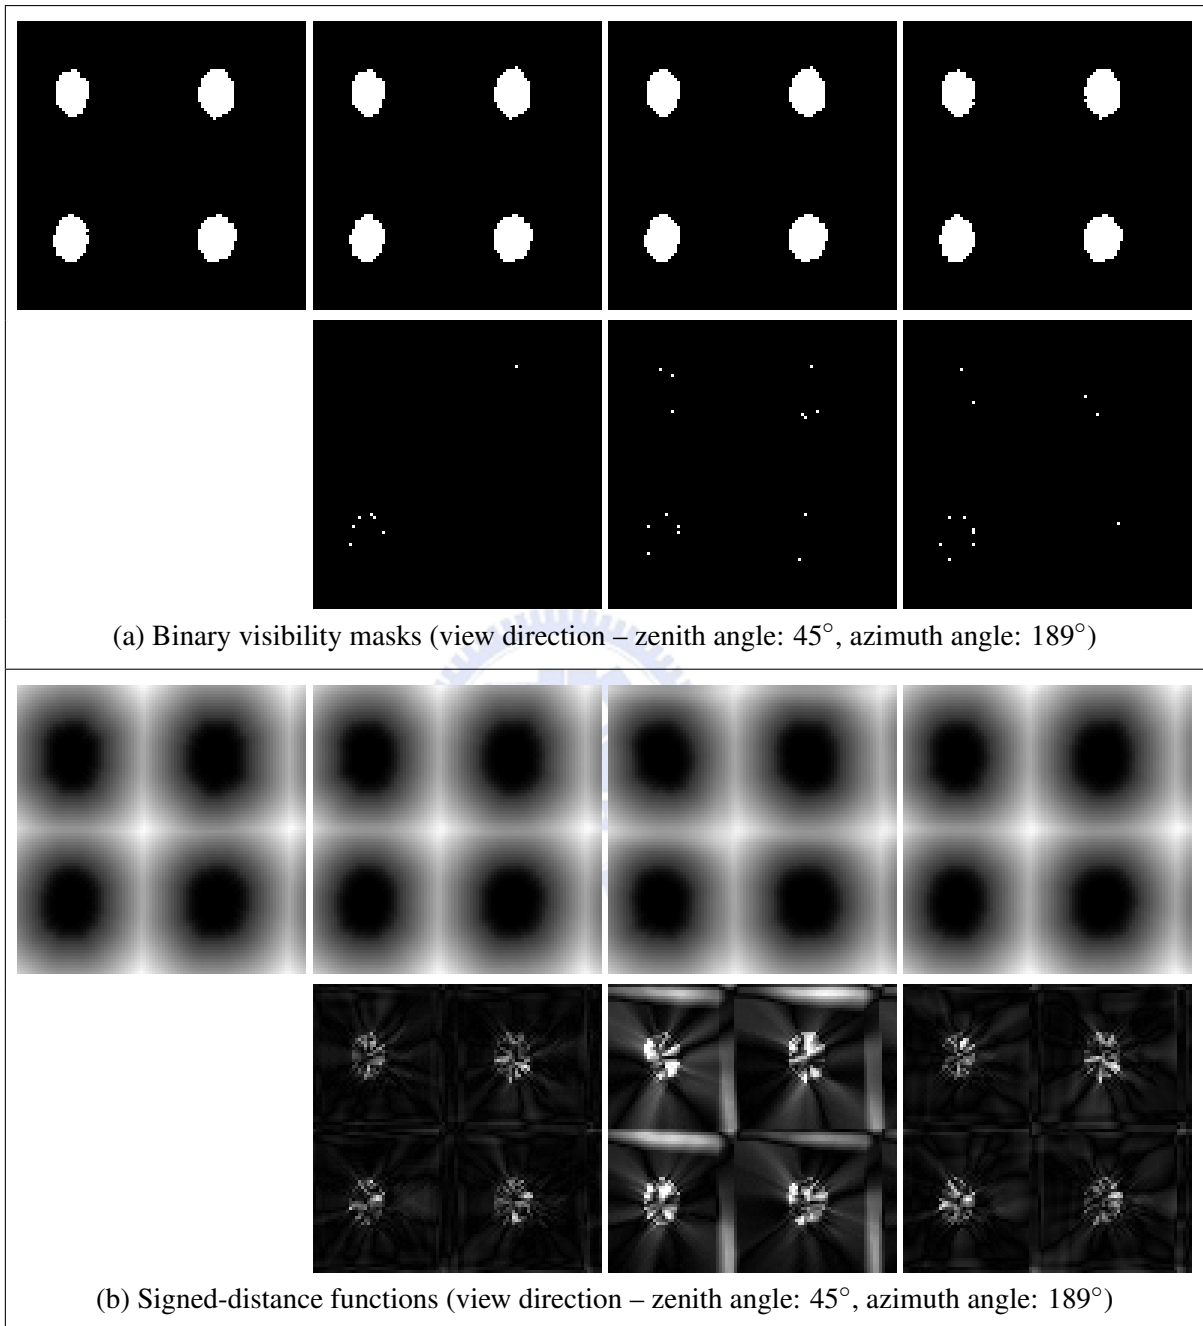 (a) Binary visibility masks (view direction – zenith angle: 45°, azimuth angle: 189°)
(b) Signed-distance functions (view direction – zenith angle: 45°, azimuth angle: 189°)